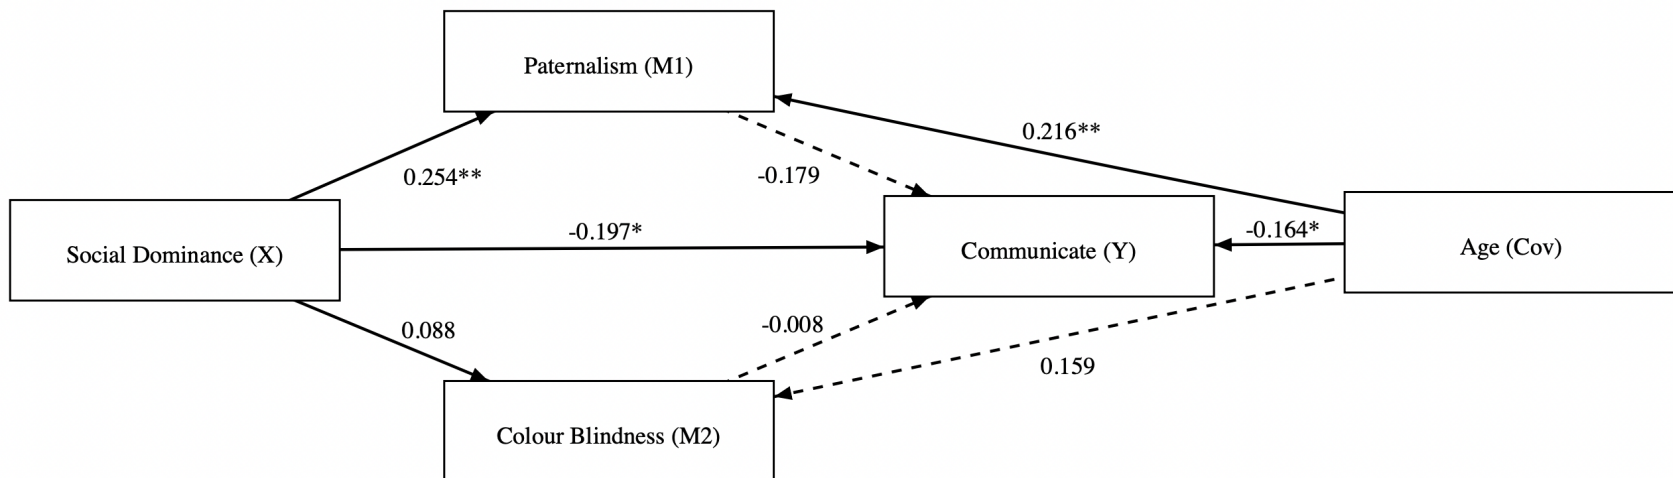 Paternalism (M1)
0.216**
0.254**
-0.179
Social Dominance (X)
-0.197*
Communicate (Y)
-0.164*
Age (Cov)
0.088
-0.008
0.159
Colour Blindness (M2)